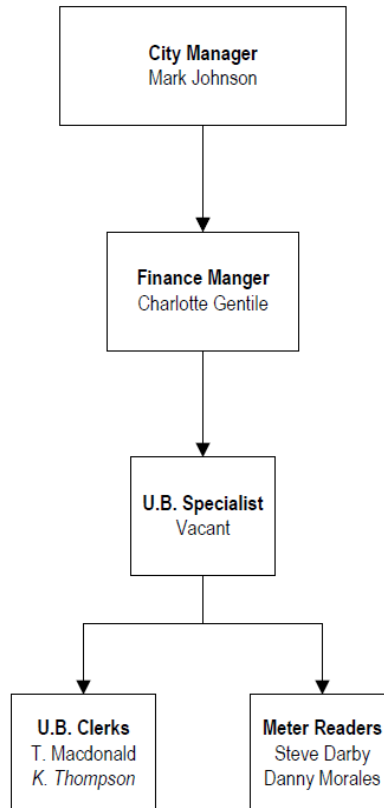 City Manager
Mark Johnson
Finance Manger
Charlotte Gentile
U.B. Specialist
Vacant
U.B. Clerks
T. Macdonald
K. Thompson
Meter Readers
Steve Darby
Danny Morales